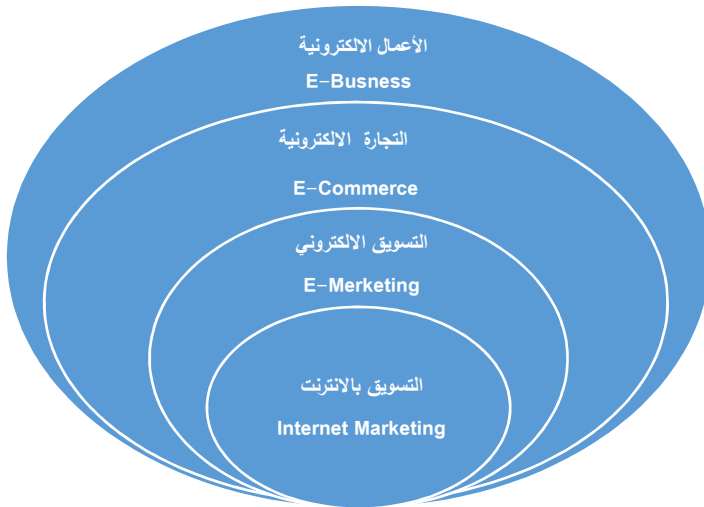 الأعمال الالكترونية
E-Busness
التجارة الالكترونية
E-Commerce
التسويق الالكتروني
E-Merketing
التسويق بالانترنت
Internet Marketing